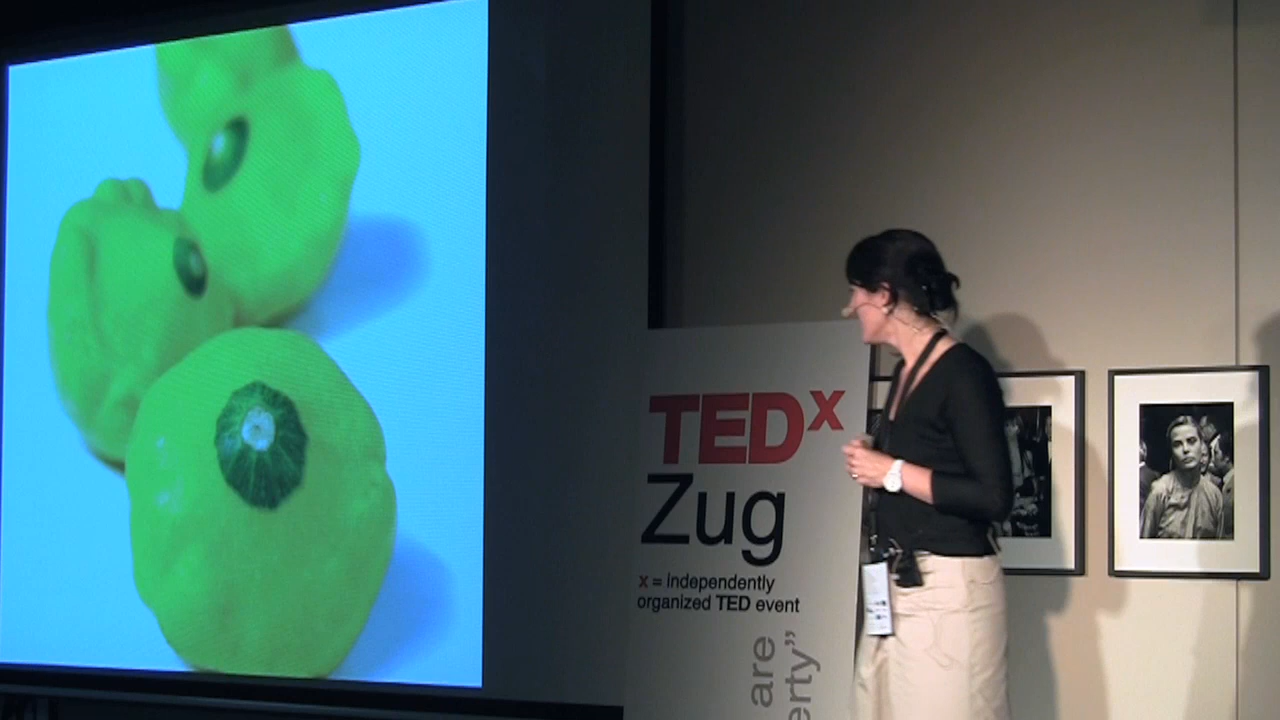 TEDx
Zug
x = independently
organized TED event
are
erty”